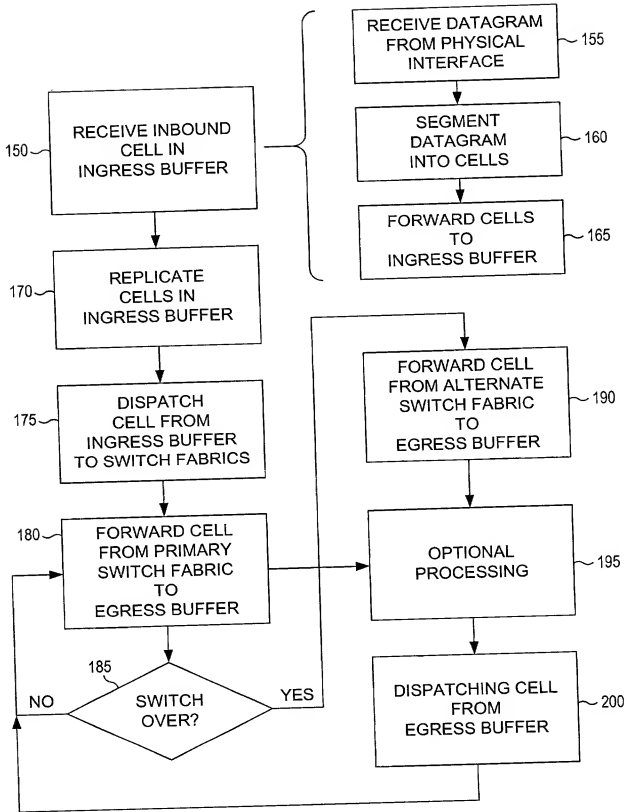 150
RECEIVE INBOUND
CELL IN
INGRESS BUFFER
RECEIVE DATAGRAM
FROM PHYSICAL
INTERFACE
155
SEGMENT
DATAGRAM
INTO CELLS
160
FORWARD CELLS
TO
INGRESS BUFFER
165
170
REPLICATE
CELLS IN
INGRESS BUFFER
175
DISPATCH
CELL FROM
INGRESS BUFFER
TO SWITCH FABRICS
180
FORWARD CELL
FROM PRIMARY
SWITCH FABRIC
TO
EGRESS BUFFER
185
SWITCH
OVER?
NO
YES
FORWARD CELL
FROM ALTERNATE
SWITCH FABRIC
TO
EGRESS BUFFER
190
OPTIONAL
PROCESSING
195
DISPATCHING CELL
FROM
EGRESS BUFFER
200